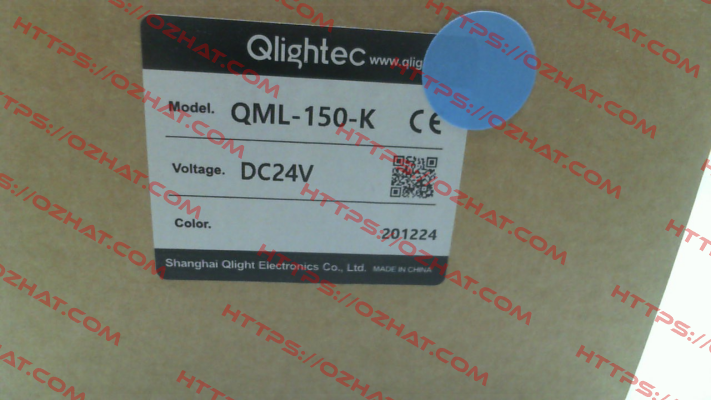 Qlightec www.qlig
Model. QML-150-K CE
Voltage. DC24V
Color. 201224
Shanghai Qlight Electronics Co., Ltd. MADE IN CHINA
HTTPS://OZHAT.COM